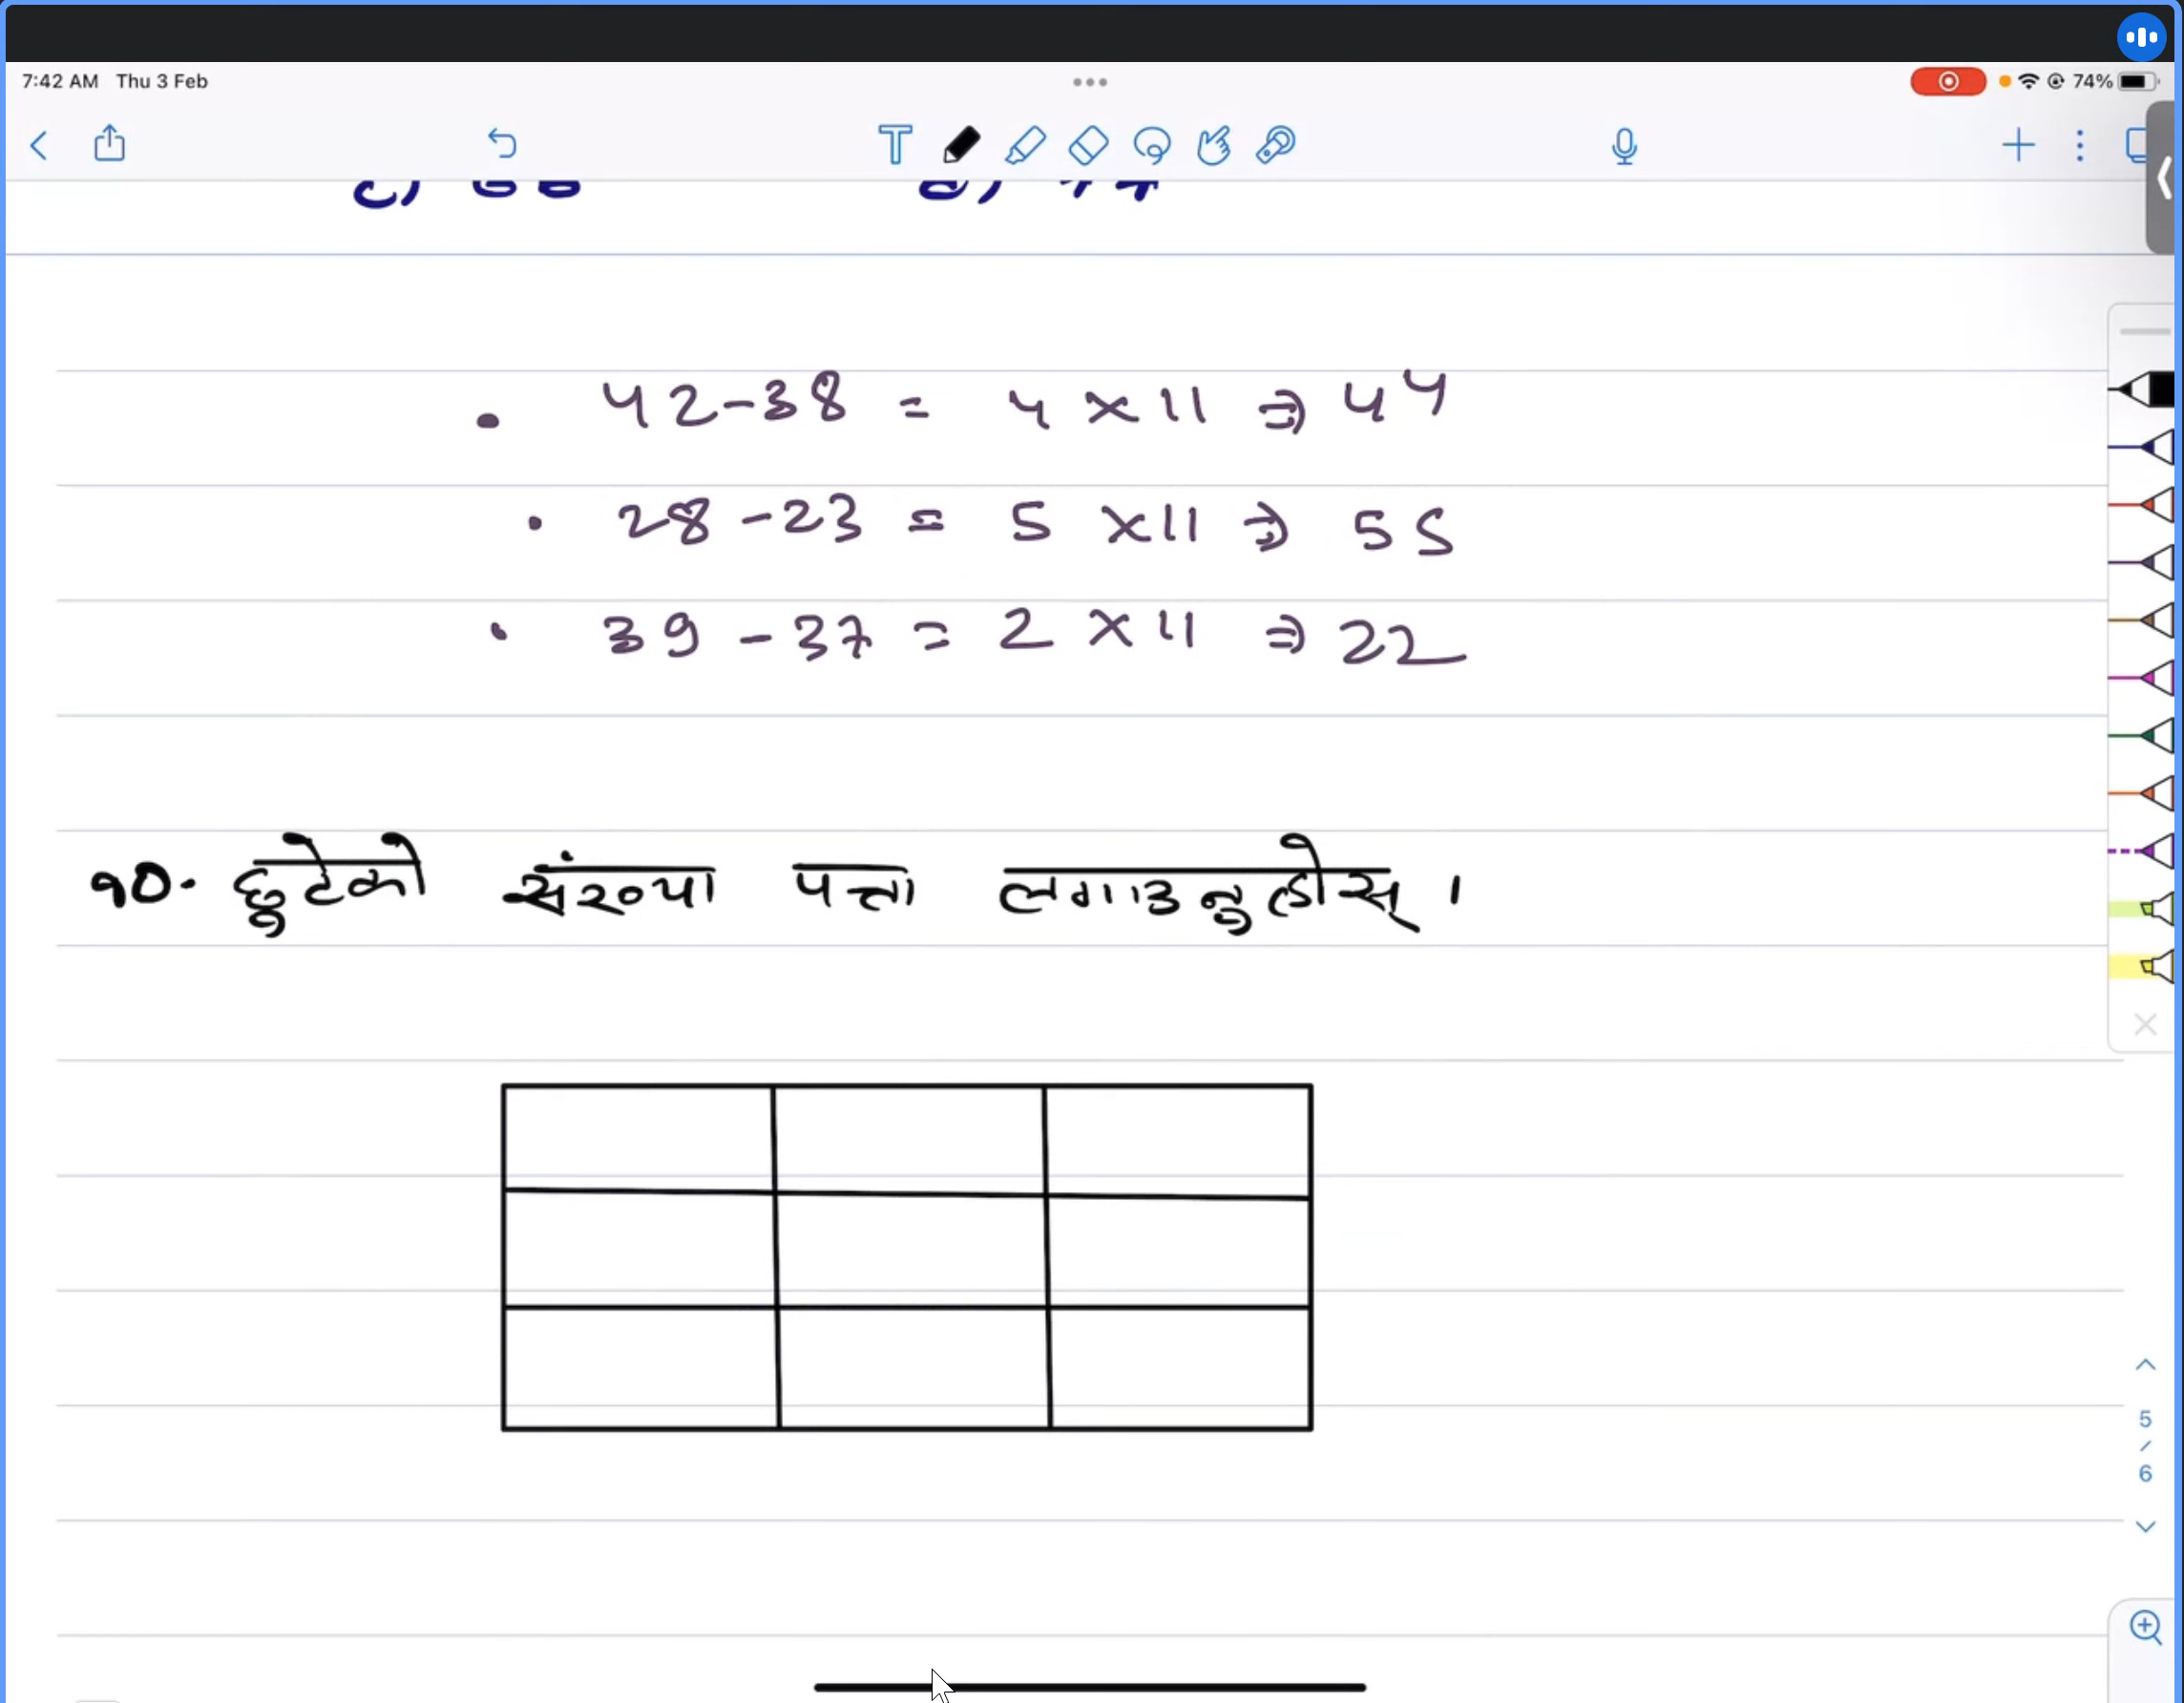 7:42 AM Thu 3 Feb
74%
T
42-38 = 4 × 11 ⇒ 44
28-23 = 5 × 11 ⇒ 55
39-37 = 2 × 11 ⇒ 22
१०. छुटेको संख्या पत्ता लगाउनुहोस् ।
5
/
6